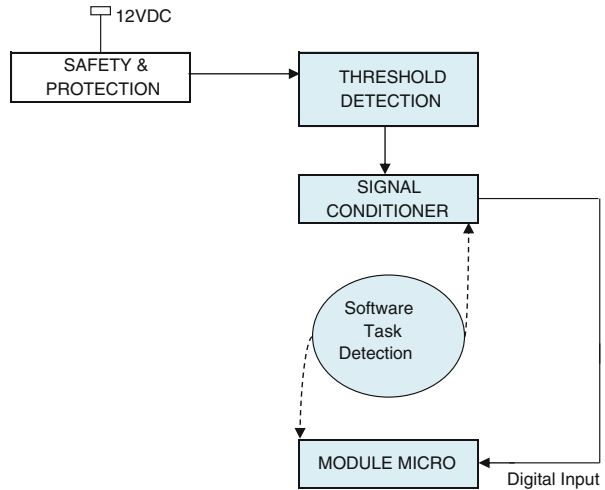 12VDC
SAFETY &
PROTECTION
THRESHOLD
DETECTION
SIGNAL
CONDITIONER
Software
Task
Detection
MODULE MICRO
Digital Input